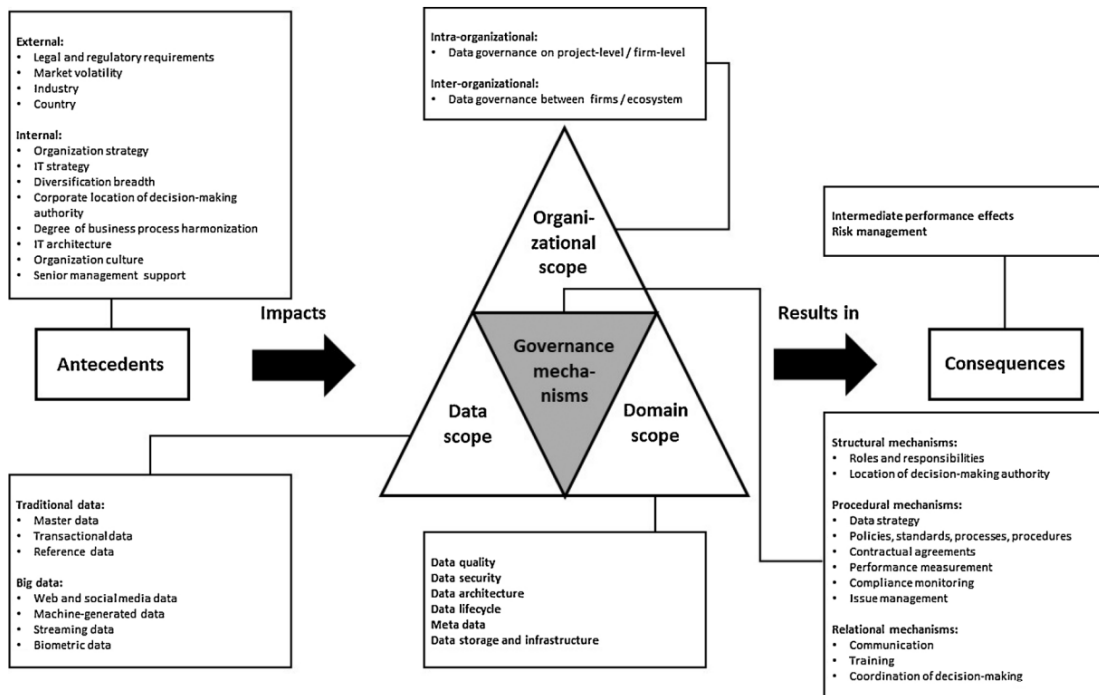 External:
• Legal and regulatory requirements
• Market volatility
• Industry
• Country
Internal:
• Organization strategy
• IT strategy
• Diversification breadth
• Corporate location of decision-making
authority
• Degree of business process harmonization
• IT architecture
• Organization culture
• Senior management support
Antecedents
Impacts
Intra-organizational:
• Data governance on project-level / firm-level
Inter-organizational:
• Data governance between firms / ecosystem
Organi-
zational
scope
Governance
mecha-
nisms
Data
scope
Domain
scope
Results in
Intermediate performance effects
Risk management
Consequences
Traditional data:
• Master data
• Transactional data
• Reference data
Big data:
• Web and social media data
• Machine-generated data
• Streaming data
• Biometric data
Data quality
Data security
Data architecture
Data lifecycle
Meta data
Data storage and infrastructure
Structural mechanisms:
• Roles and responsibilities
• Location of decision-making authority
Procedural mechanisms:
• Data strategy
• Policies, standards, processes, procedures
• Contractual agreements
• Performance measurement
• Compliance monitoring
• Issue management
Relational mechanisms:
• Communication
• Training
• Coordination of decision-making